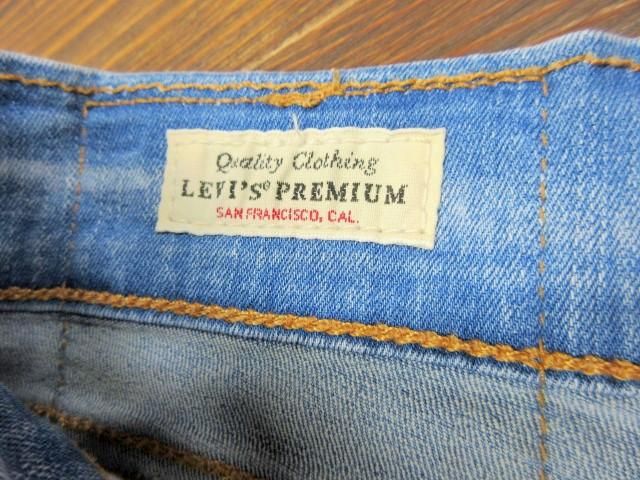 Quality Clothing
LEVI'S® PREMIUM
SAN FRANCISCO, CAL.